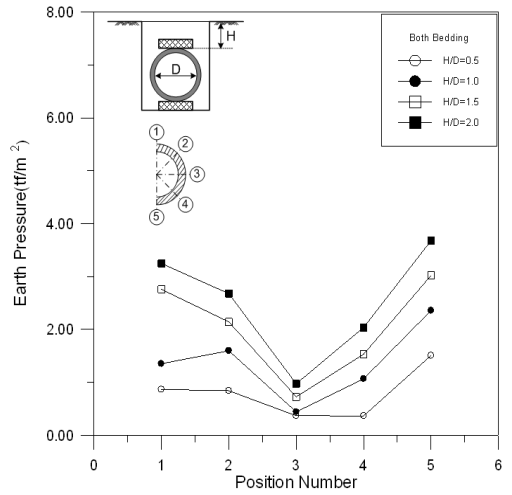 8.00
6.00
4.00
2.00
0.00
Earth Pressure(tf/m²)
H
D
1
2
3
4
5
Both Bedding
H/D=0.5
H/D=1.0
H/D=1.5
H/D=2.0
0 1 2 3 4 5 6
Position Number